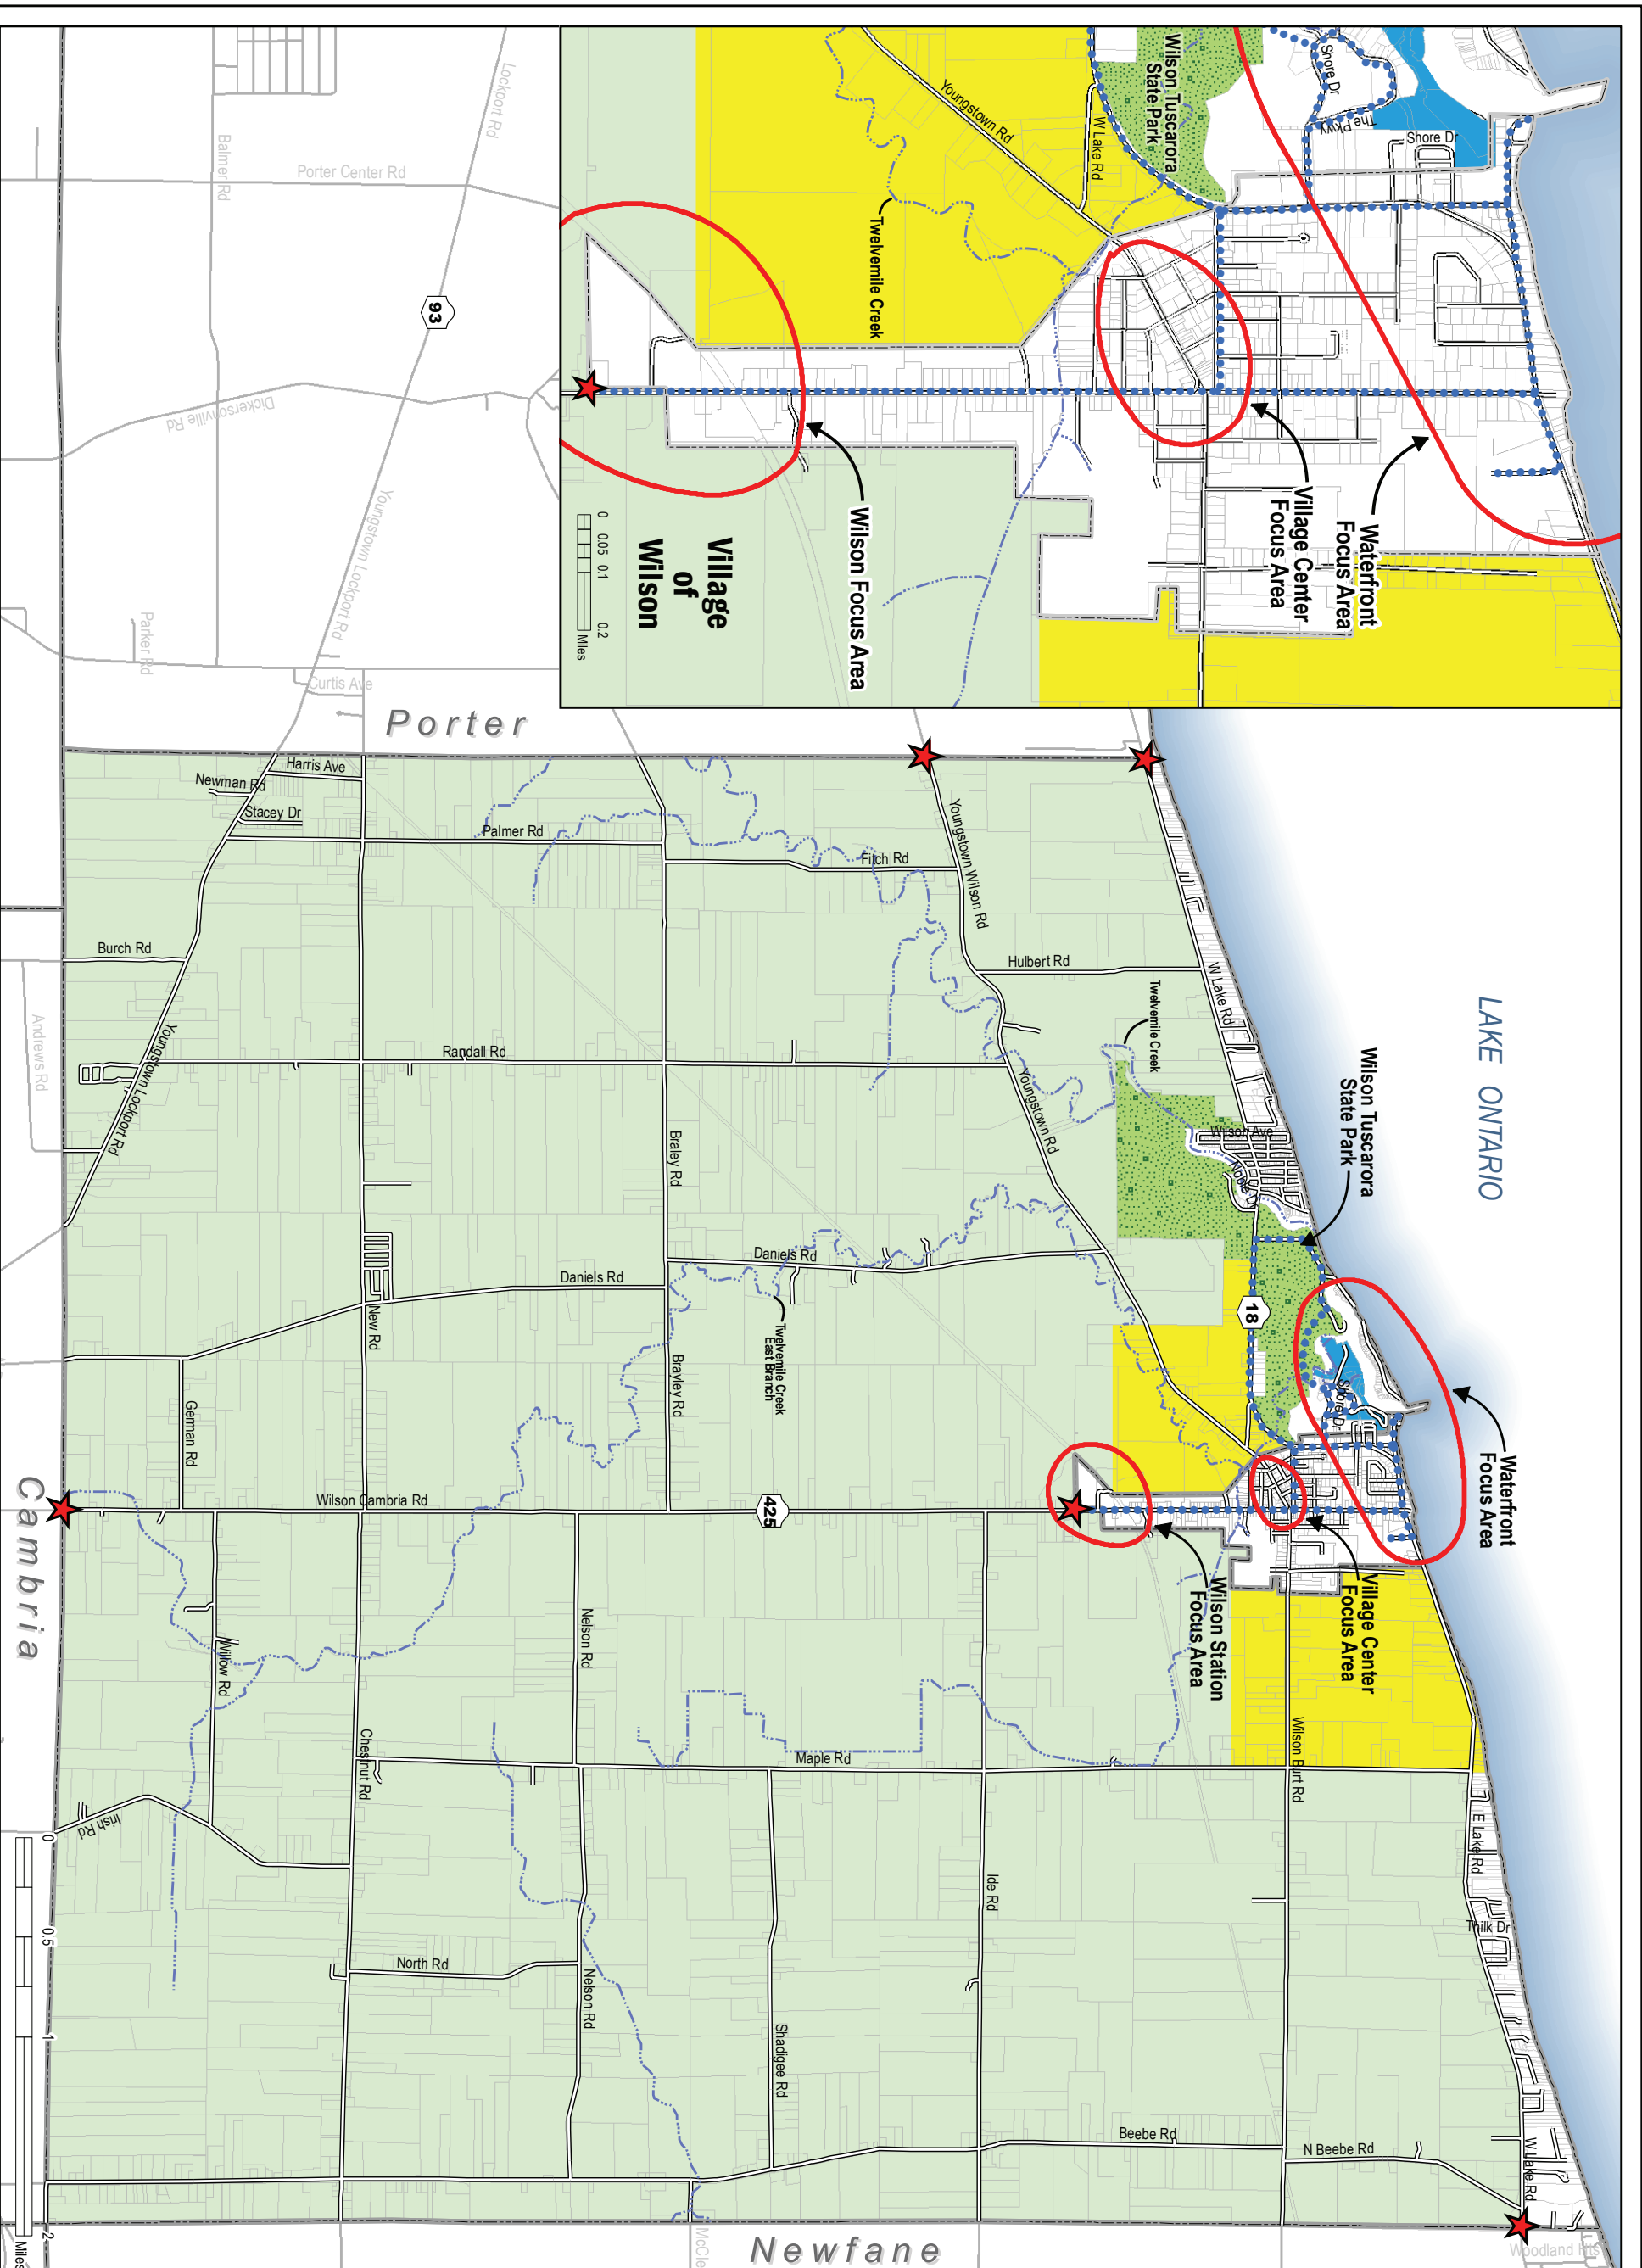 Wilson Tuscarora
State Park
Shore Dr
The Pkwy
Shore Dr
W Lake Rd
Youngstown Rd
Twelvemile Creek
Waterfront
Focus Area
Village Center
Focus Area
Wilson Focus Area
Village
of
Wilson
0 0.05 0.1 0.2
Miles
Lockport Rd
Balmer Rd
Porter Center Rd
93
Dickersonville Rd
Youngstown Lockport Rd
Parker Rd
Curtis Ave
Porter
LAKE ONTARIO
Wilson Tuscarora
State Park
Waterfront
Focus Area
Village Center
Focus Area
Wilson Station
Focus Area
Harris Ave
Newman Rd
Stacey Dr
Palmer Rd
Fitch Rd
Youngstown Wilson Rd
Burch Rd
Hulbert Rd
W Lake Rd
Twelvemile Creek
Andrews Rd
Youngstown Lockport Rd
Randall Rd
Youngstown Rd
Wilson Ave
Noble Dr
Braley Rd
Daniels Rd
Daniels Rd
18
New Rd
Twelvemile Creek
East Branch
Brayley Rd
Shore Dr
German Rd
Wilson Cambria Rd
425
Cambria
Nelson Rd
Willow Rd
Chestnut Rd
Maple Rd
Wilson Burt Rd
Irish Rd
E Lake Rd
Ide Rd
Thilk Dr
North Rd
Nelson Rd
Shadigee Rd
Beebe Rd
N Beebe Rd
W Lake Rd
0 0.5 1 2
Miles
Newfane
Woodland Hts